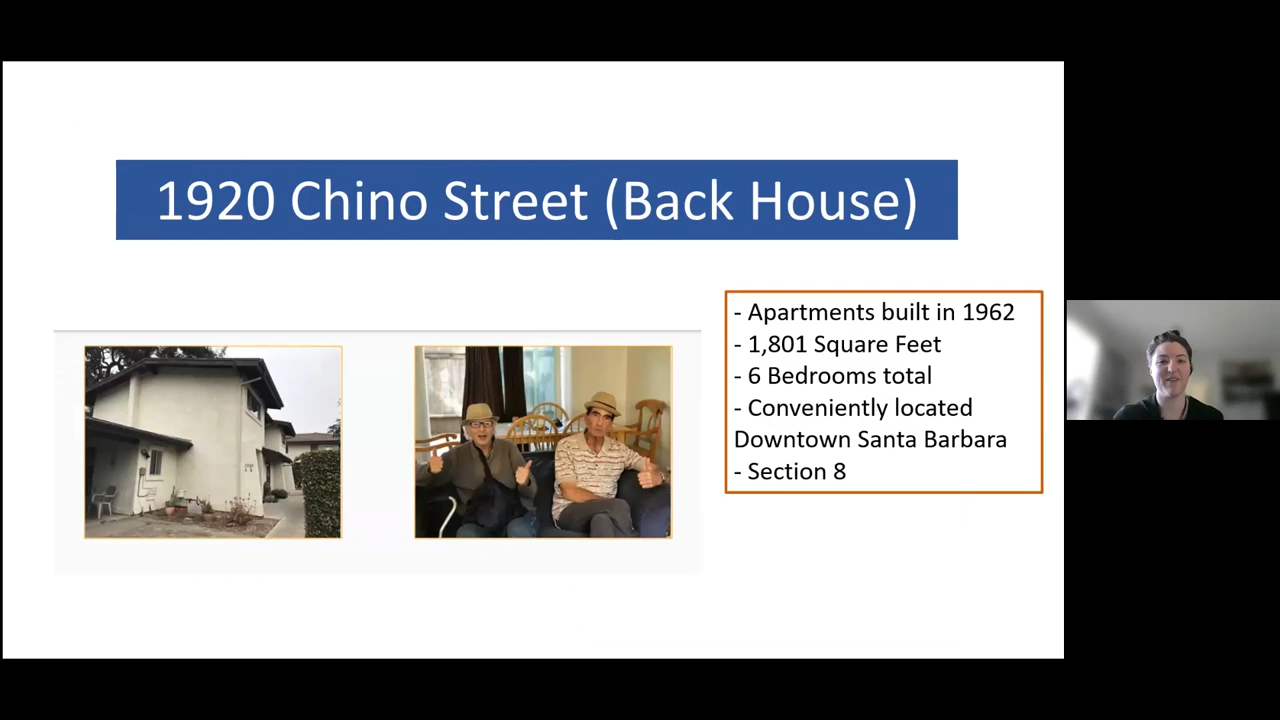 1920 Chino Street (Back House)
- Apartments built in 1962
- 1,801 Square Feet
- 6 Bedrooms total
- Conveniently located
Downtown Santa Barbara
- Section 8